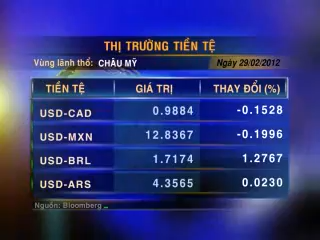 THỊ TRƯỜNG TIỀN TỆ
Vùng lãnh thổ: CHÂU MỸ Ngày 29/02/2012
TIỀN TỆ GIÁ TRỊ THAY ĐỔI (%)
USD-CAD 0.9884 -0.1528
USD-MXN 12.8367 -0.1996
USD-BRL 1.7174 1.2767
USD-ARS 4.3565 0.0230
Nguồn: Bloomberg